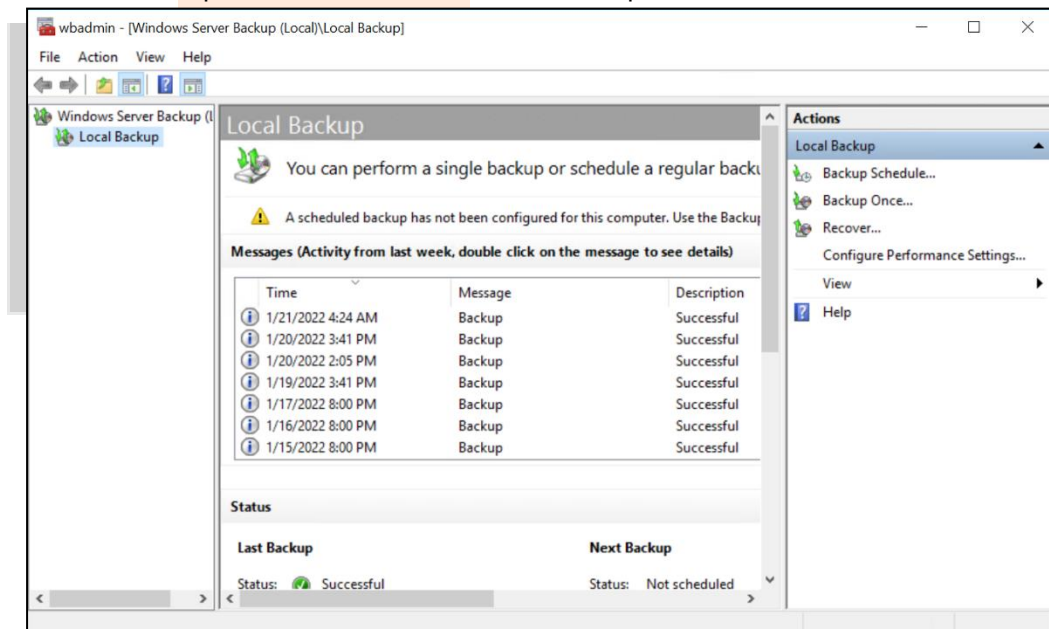 wbadmin - [Windows Server Backup (Local)\Local Backup]
File Action View Help
Windows Server Backup (L
Local Backup
Local Backup
You can perform a single backup or schedule a regular backu
A scheduled backup has not been configured for this computer. Use the Backup
Messages (Activity from last week, double click on the message to see details)
Time Message Description
1/21/2022 4:24 AM Backup Successful
1/20/2022 3:41 PM Backup Successful
1/20/2022 2:05 PM Backup Successful
1/19/2022 3:41 PM Backup Successful
1/17/2022 8:00 PM Backup Successful
1/16/2022 8:00 PM Backup Successful
1/15/2022 8:00 PM Backup Successful
Status
Last Backup Next Backup
Status: Successful Status: Not scheduled
Actions
Local Backup
Backup Schedule...
Backup Once...
Recover...
Configure Performance Settings...
View
Help